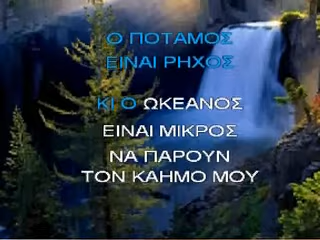 Ο ΠΟΤΑΜΟΣ
ΕΙΝΑΙ ΡΗΧΟΣ
ΚΙ Ο ΩΚΕΑΝΟΣ
ΕΙΝΑΙ ΜΙΚΡΟΣ
ΝΑ ΠΑΡΟΥΝ
ΤΟΝ ΚΑΗΜΟ ΜΟΥ